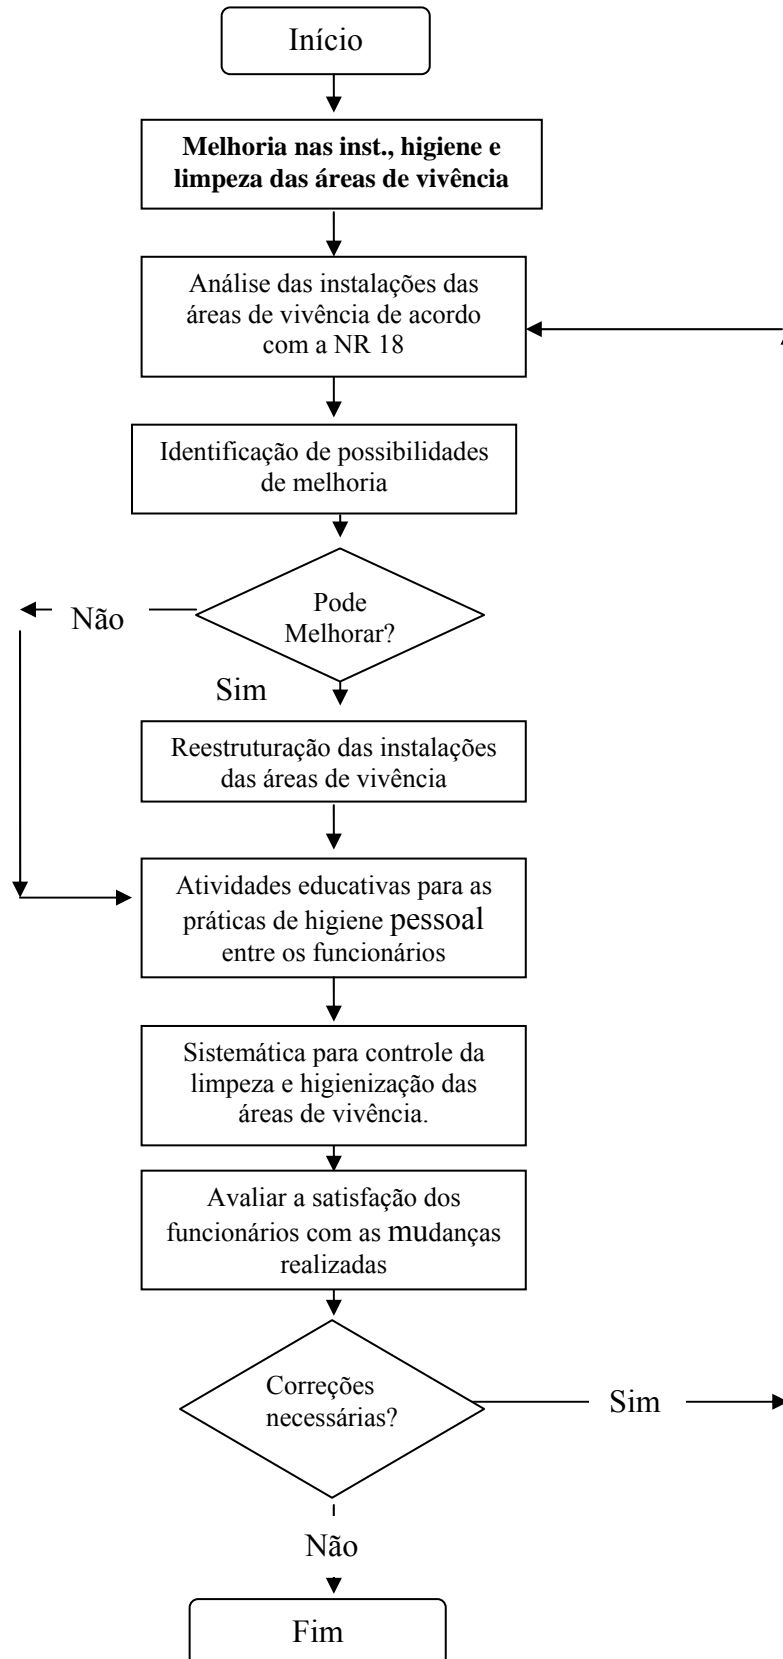 Início
Melhoria nas inst., higiene e
limpeza das áreas de vivência
Análise das instalações das
áreas de vivência de acordo
com a NR 18
Identificação de possibilidades
de melhoria
Pode
Melhorar?
Não
Sim
Reestruturação das instalações
das áreas de vivência
Atividades educativas para as
práticas de higiene pessoal
entre os funcionários
Sistemática para controle da
limpeza e higienização das
áreas de vivência.
Avaliar a satisfação dos
funcionários com as mudanças
realizadas
Correções
necessárias?
Sim
Não
Fim